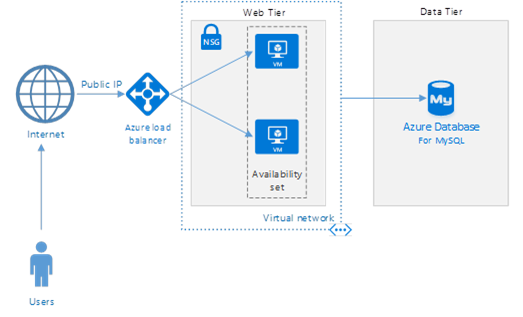 Web Tier
Data Tier
NSG
VM
Public IP
My
Internet
Azure load
balancer
VM
Azure Database
For MySQL
Availability
set
Virtual network
Users